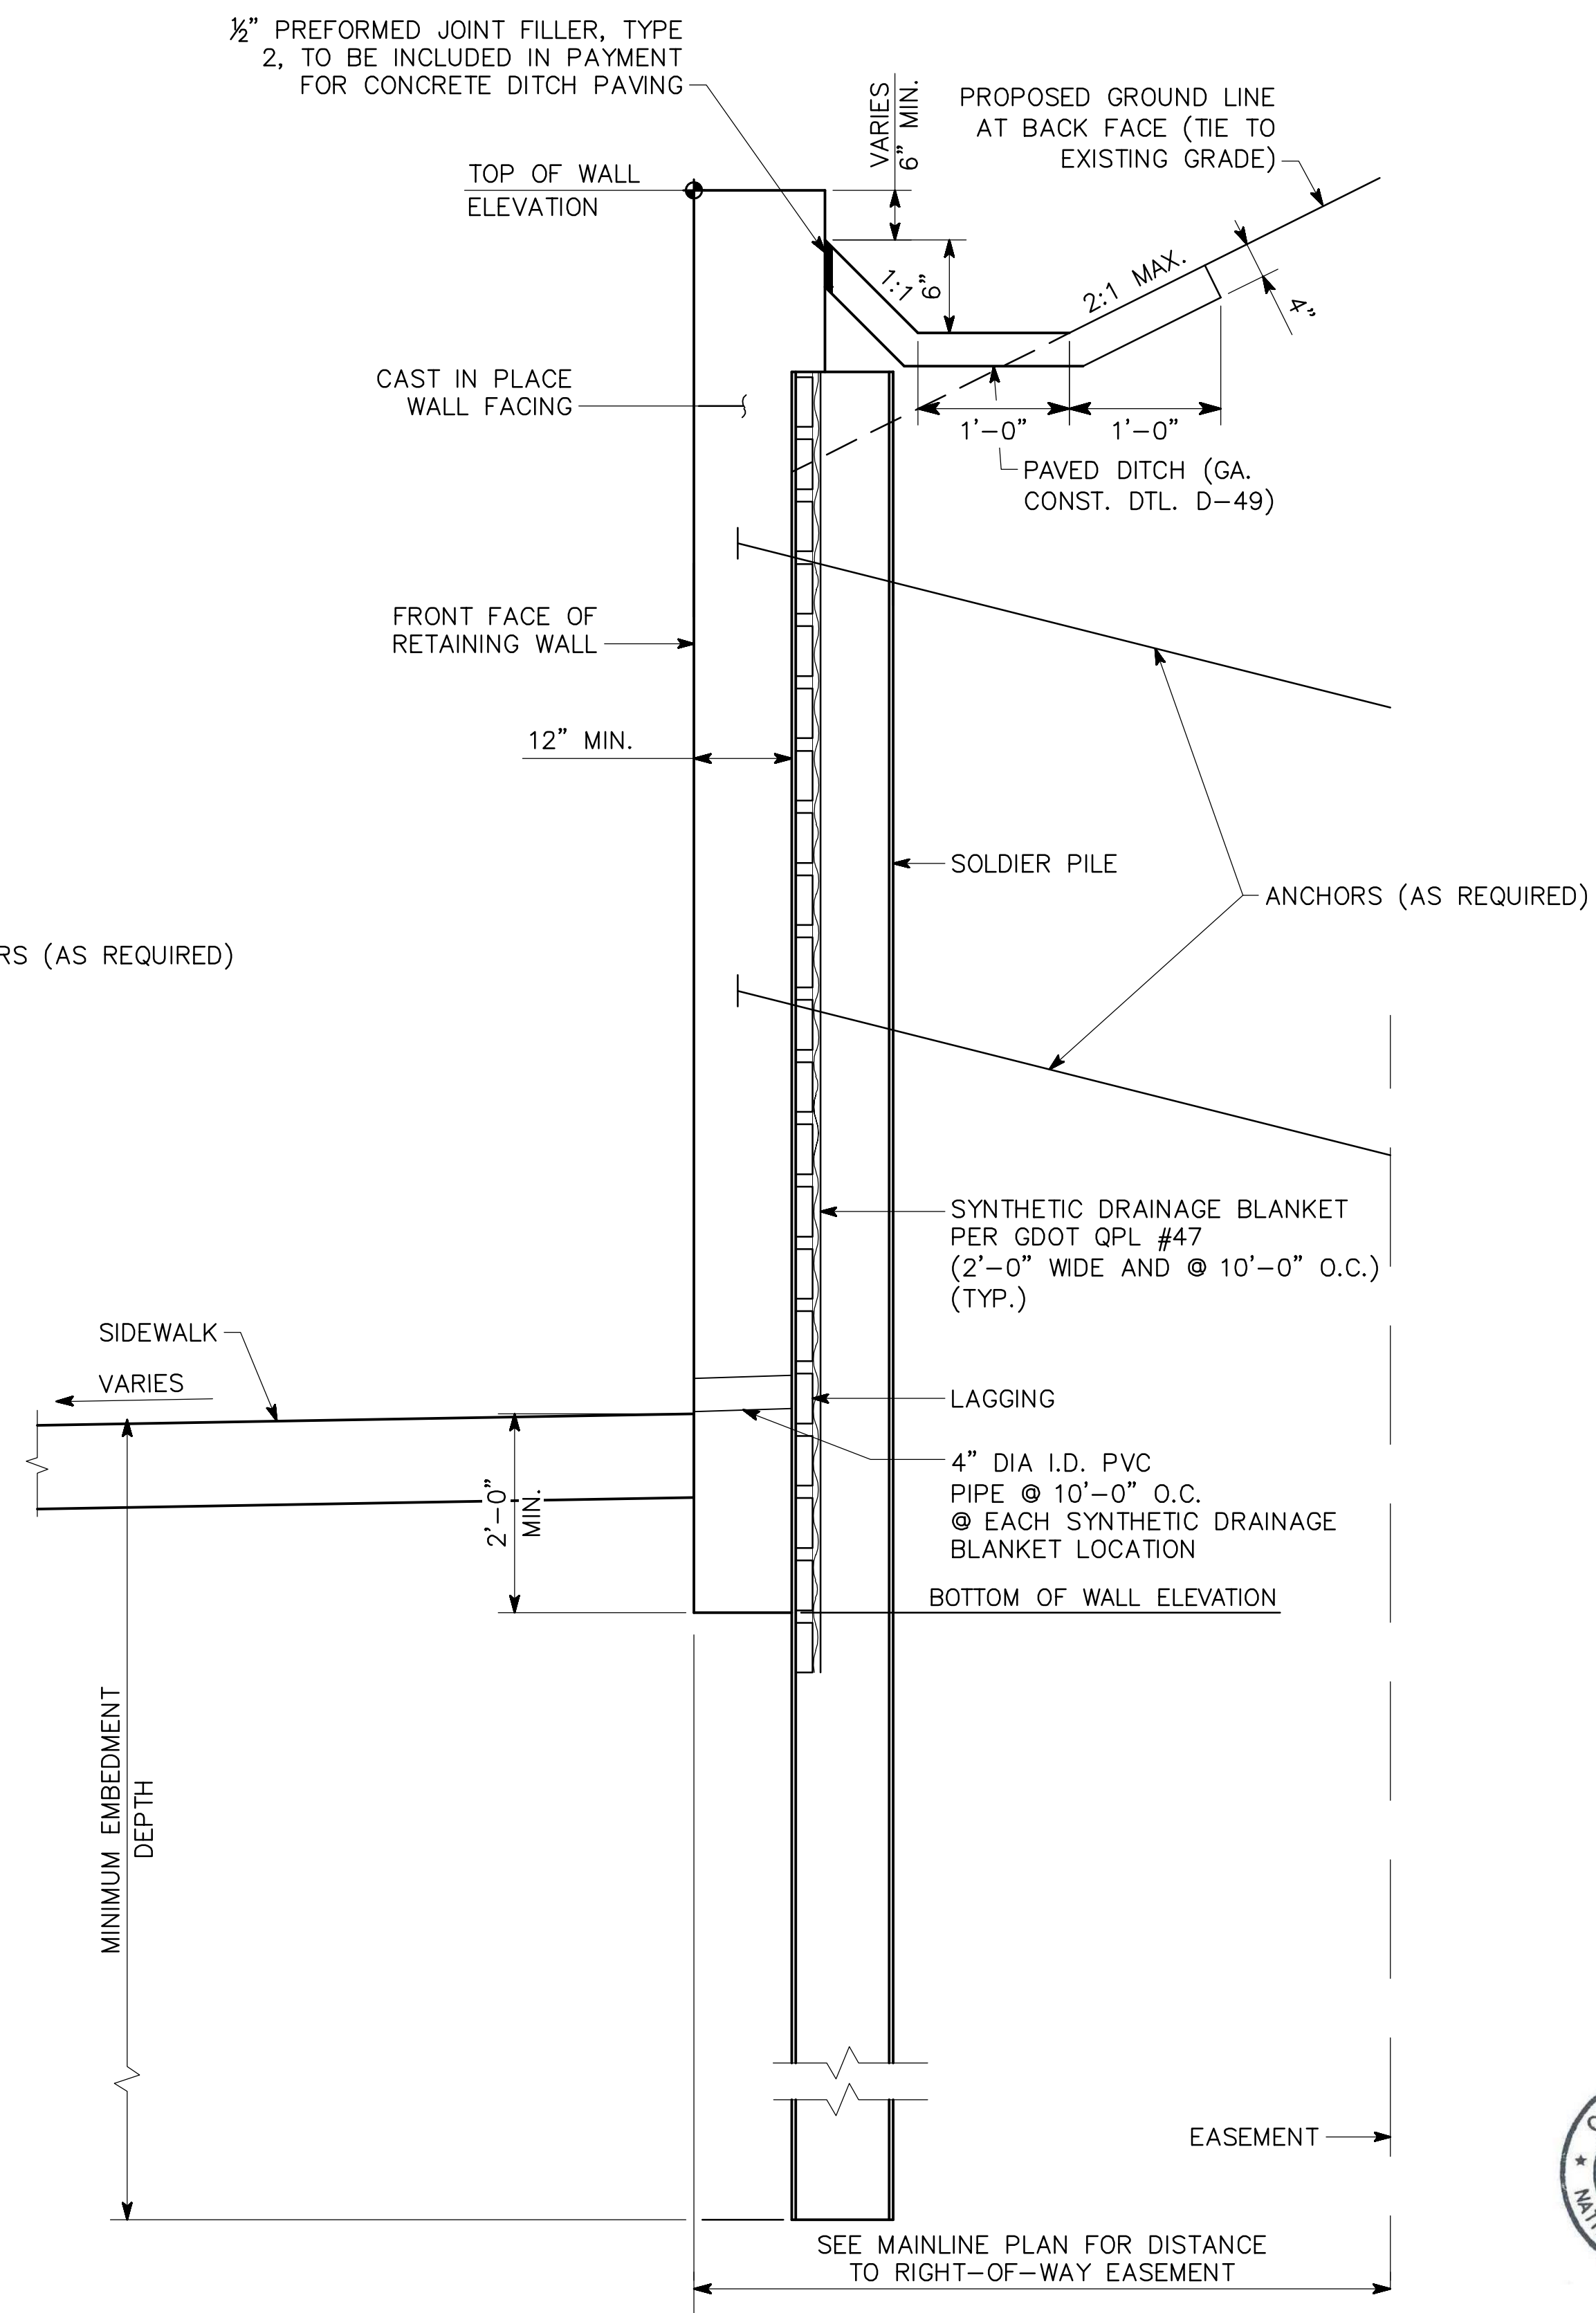 ½" PREFORMED JOINT FILLER, TYPE
2, TO BE INCLUDED IN PAYMENT
FOR CONCRETE DITCH PAVING
VARIES
6" MIN.
PROPOSED GROUND LINE
AT BACK FACE (TIE TO
EXISTING GRADE)
TOP OF WALL
ELEVATION
1:1
6"
2:1 MAX.
4"
CAST IN PLACE
WALL FACING
1'-0"
1'-0"
PAVED DITCH (GA.
CONST. DTL. D-49)
FRONT FACE OF
RETAINING WALL
12" MIN.
SOLDIER PILE
ANCHORS (AS REQUIRED)
RS (AS REQUIRED)
SYNTHETIC DRAINAGE BLANKET
PER GDOT QPL #47
(2'-0" WIDE AND @ 10'-0" O.C.)
(TYP.)
SIDEWALK
VARIES
LAGGING
4" DIA I.D. PVC
PIPE @ 10'-0" O.C.
@ EACH SYNTHETIC DRAINAGE
BLANKET LOCATION
2'-0"
MIN.
BOTTOM OF WALL ELEVATION
MINIMUM EMBEDMENT
DEPTH
EASEMENT
SEE MAINLINE PLAN FOR DISTANCE
TO RIGHT-OF-WAY EASEMENT